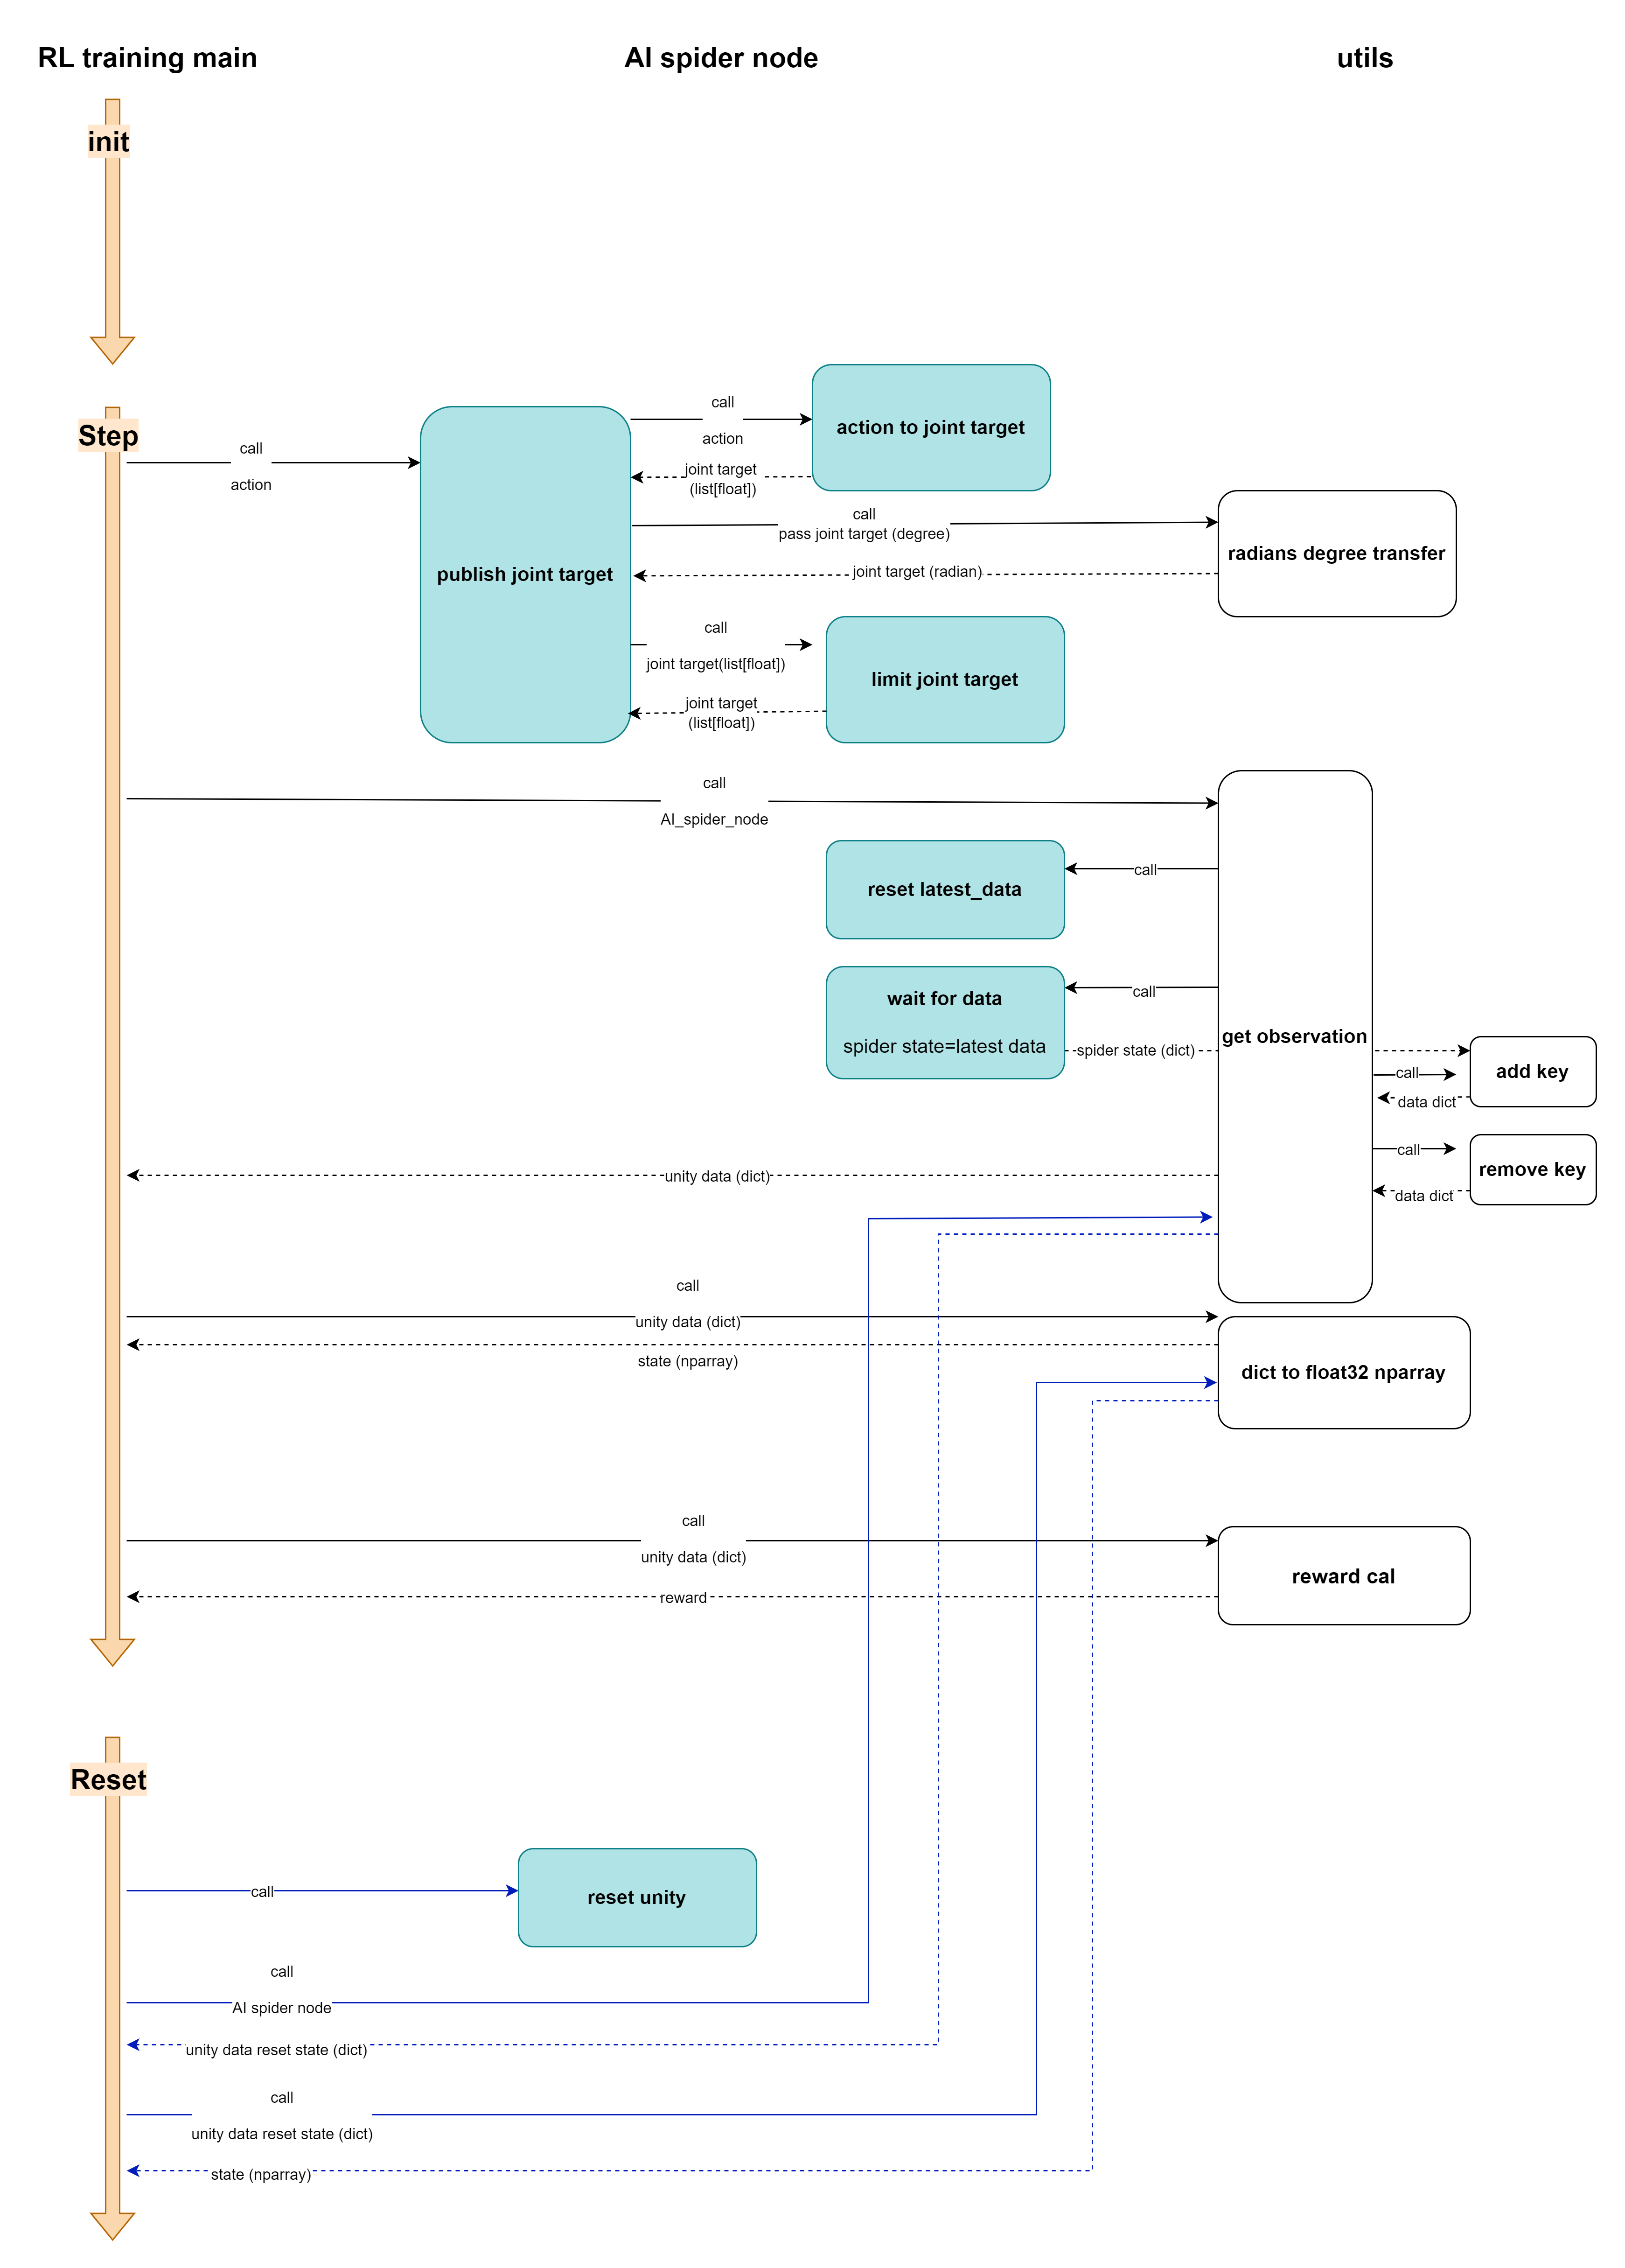 RL training main
AI spider node
utils
init
Step
call
action
publish joint target
call
action
action to joint target
joint target
(list[float])
call
pass joint target (degree)
radians degree transfer
joint target (radian)
call
joint target(list[float])
limit joint target
joint target
(list[float])
call
AI_spider_node
get observation
call
reset latest_data
call
wait for data
spider state=latest data
spider state (dict)
add key
call
data dict
call
remove key
data dict
unity data (dict)
call
unity data (dict)
state (nparray)
dict to float32 nparray
call
unity data (dict)
reward cal
reward
Reset
call
reset unity
call
AI spider node
unity data reset state (dict)
call
unity data reset state (dict)
state (nparray)